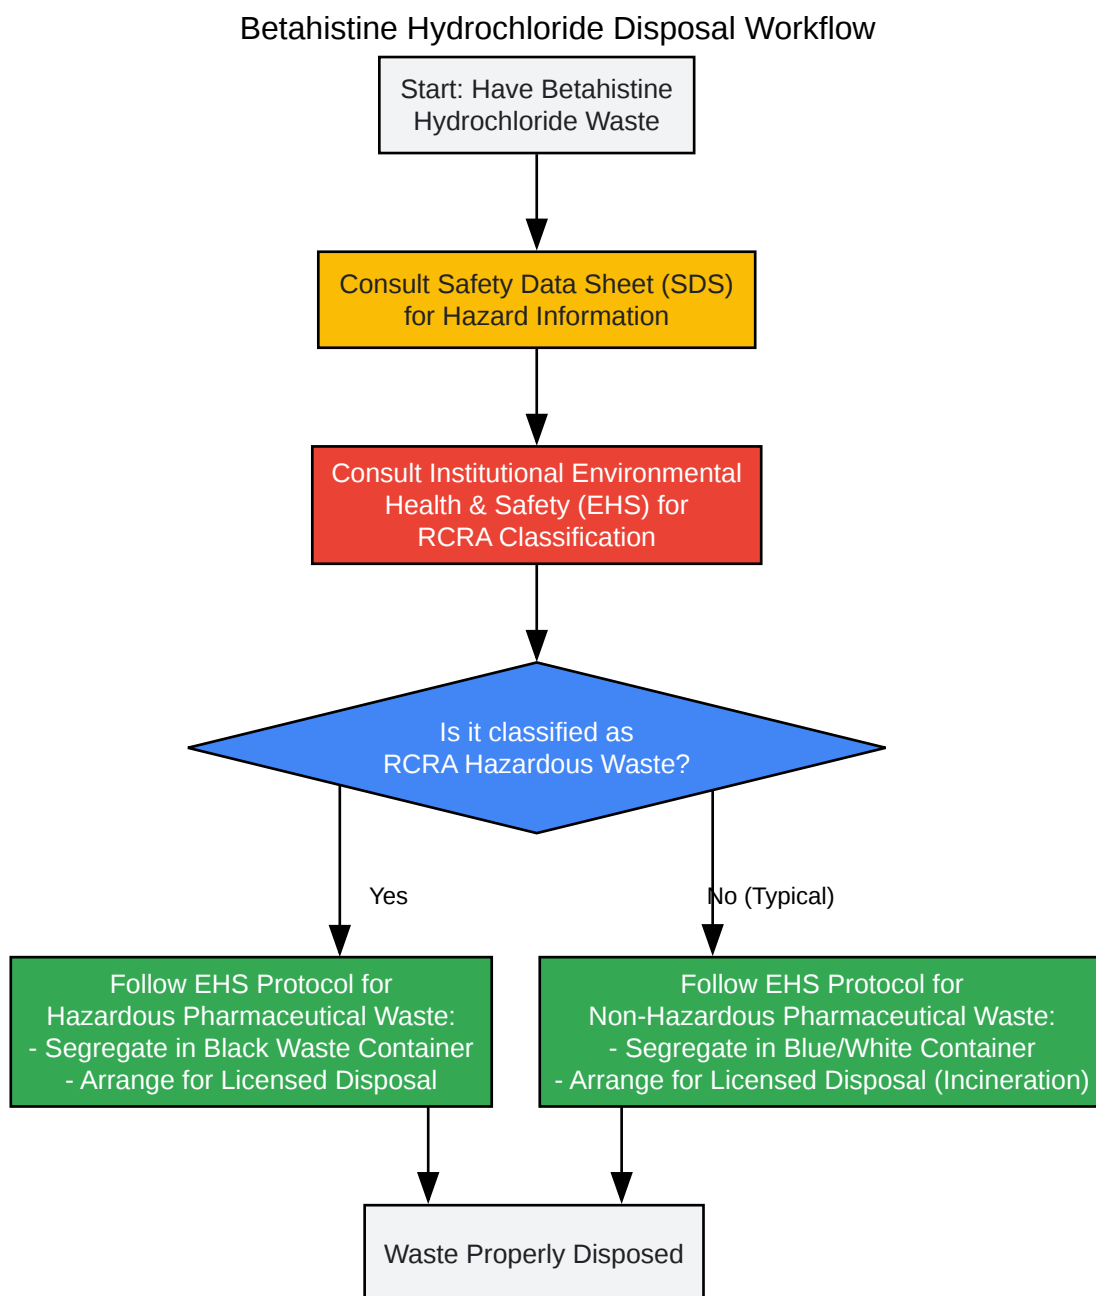 Betahistine Hydrochloride Disposal Workflow
Start: Have Betahistine
Hydrochloride Waste
Consult Safety Data Sheet (SDS)
for Hazard Information
Consult Institutional Environmental
Health & Safety (EHS) for
RCRA Classification
Is it classified as
RCRA Hazardous Waste?
Yes
No (Typical)
Follow EHS Protocol for
Hazardous Pharmaceutical Waste:
- Segregate in Black Waste Container
- Arrange for Licensed Disposal
Follow EHS Protocol for
Non-Hazardous Pharmaceutical Waste:
- Segregate in Blue/White Container
- Arrange for Licensed Disposal (Incineration)
Waste Properly Disposed